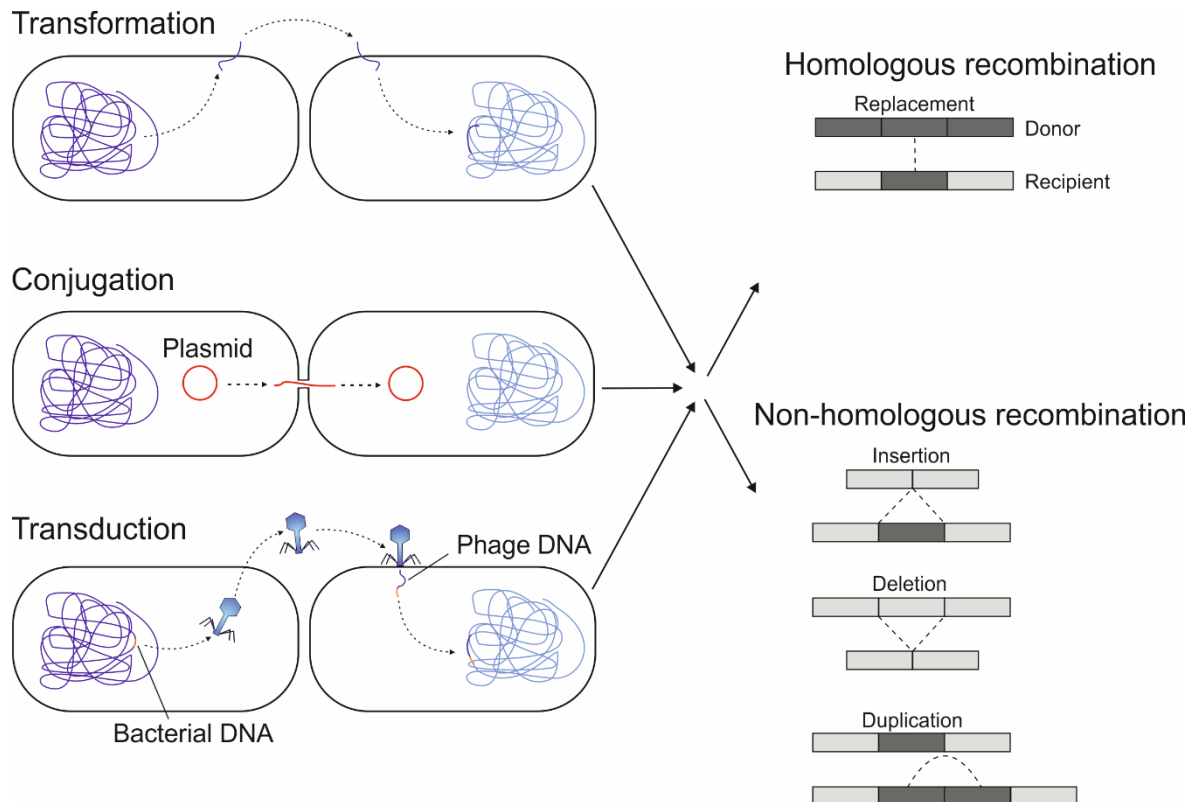 Transformation
Conjugation
Plasmid
Transduction
Phage DNA
Bacterial DNA
Homologous recombination
Replacement
Donor
Recipient
Non-homologous recombination
Insertion
Deletion
Duplication